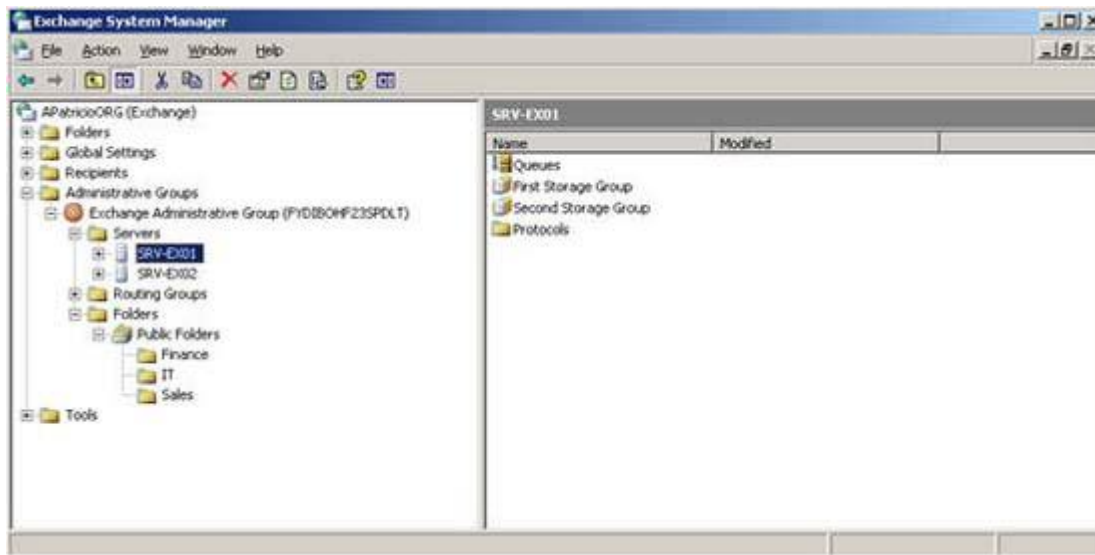 Exchange System Manager
File Action View Window Help
APatricioORG (Exchange)
Folders
Global Settings
Recipients
Administrative Groups
Exchange Administrative Group (FYDIBOHF23SPDLT)
Servers
SRV-EX01
SRV-EX02
Routing Groups
Folders
Public Folders
Finance
IT
Sales
Tools
SRV-EX01
Name Modified
Queues
First Storage Group
Second Storage Group
Protocols